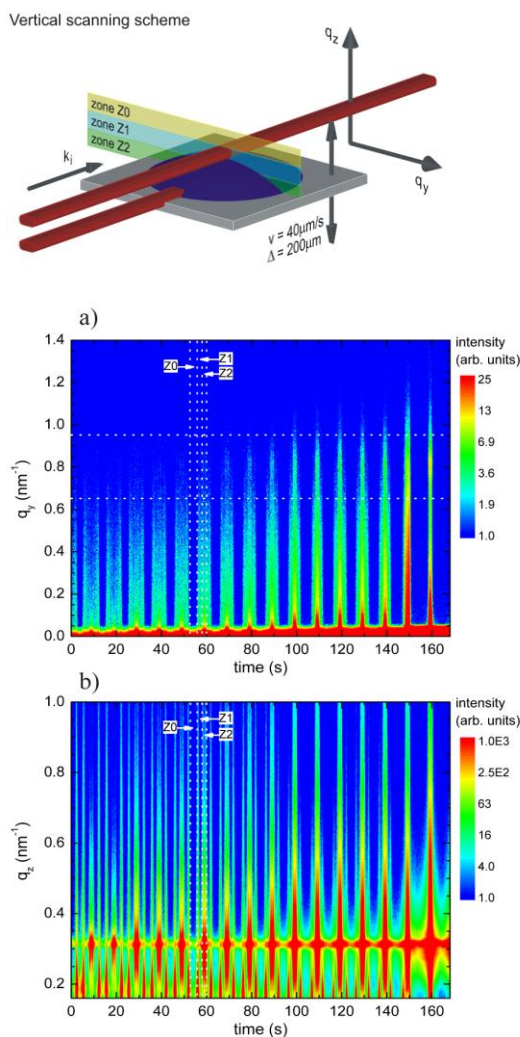 Vertical scanning scheme
q_z
zone Z0
zone Z1
zone Z2
k_i
q_y
v = 40μm/s
Δ = 200μm
a)
1.4
1.2
1.0
0.8
0.6
0.4
0.2
0.0
q_y (nm⁻¹)
Z0
Z1
Z2
0 20 40 60 80 100 120 140 160
time (s)
intensity
(arb. units)
25
13
6.9
3.6
1.9
1.0
b)
1.0
0.8
0.6
0.4
0.2
q_z (nm⁻¹)
Z0
Z1
Z2
0 20 40 60 80 100 120 140 160
time (s)
intensity
(arb. units)
1.0E3
2.5E2
63
16
4.0
1.0